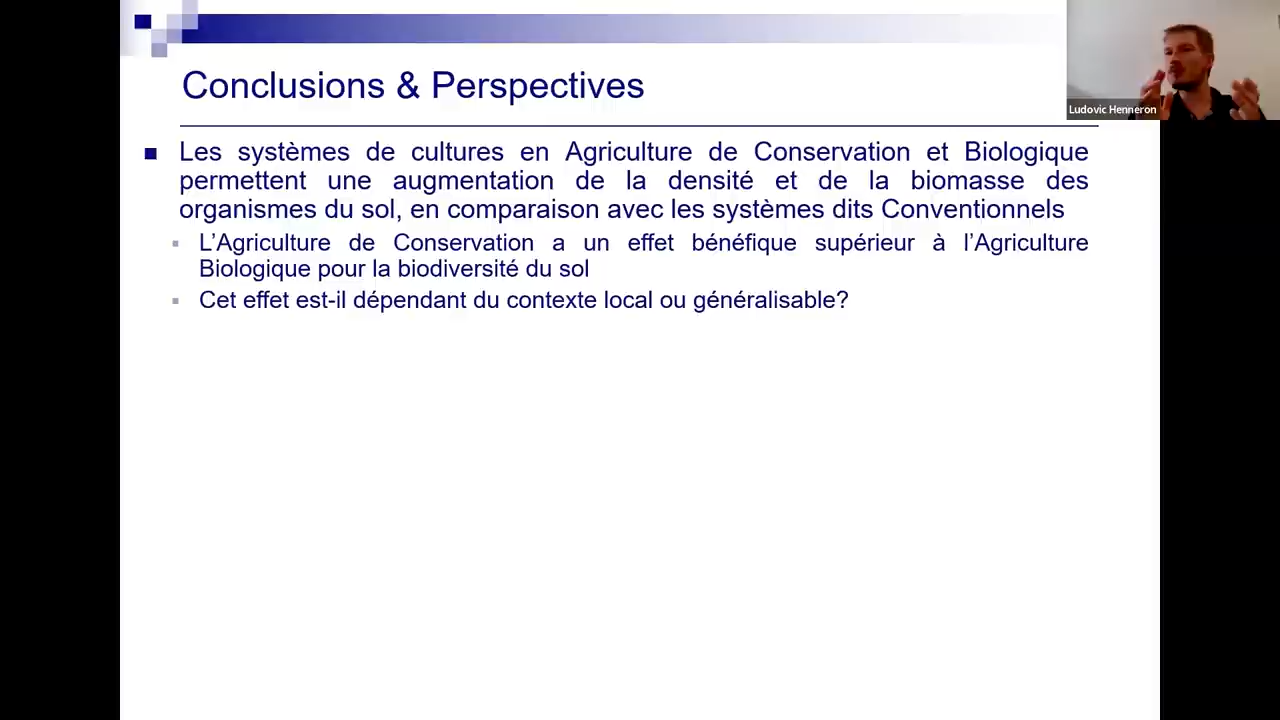 Conclusions & Perspectives
Ludovic Henneron
Les systèmes de cultures en Agriculture de Conservation et Biologique
permettent une augmentation de la densité et de la biomasse des
organismes du sol, en comparaison avec les systèmes dits Conventionnels
L’Agriculture de Conservation a un effet bénéfique supérieur à l’Agriculture
Biologique pour la biodiversité du sol
Cet effet est-il dépendant du contexte local ou généralisable?